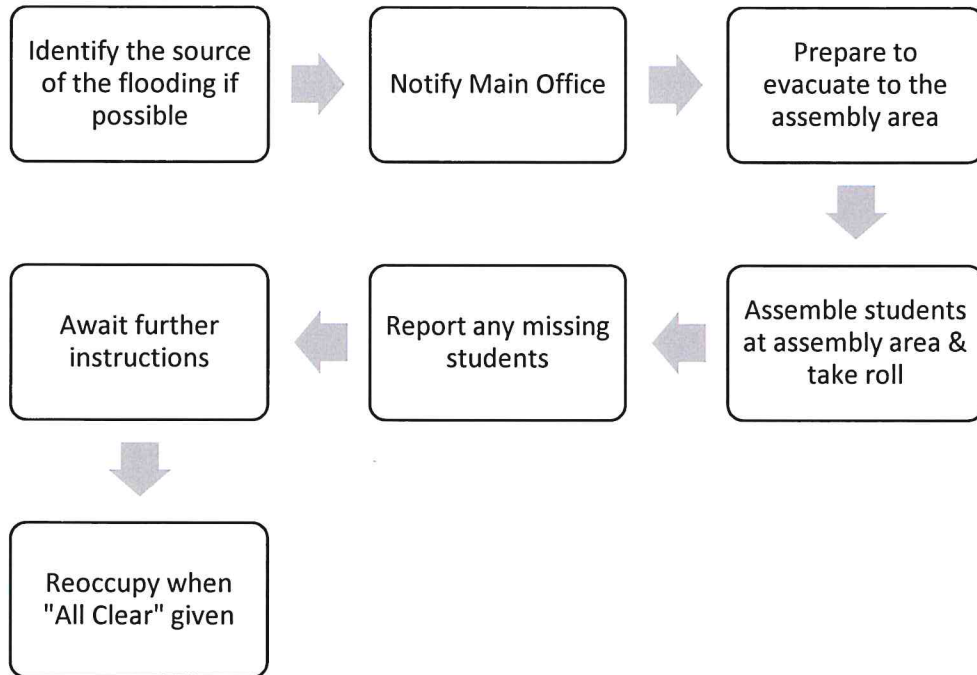 Identify the source
of the flooding if
possible
Notify Main Office
Prepare to
evacuate to the
assembly area
Assemble students
at assembly area &
take roll
Report any missing
students
Await further
instructions
Reoccupy when
"All Clear" given